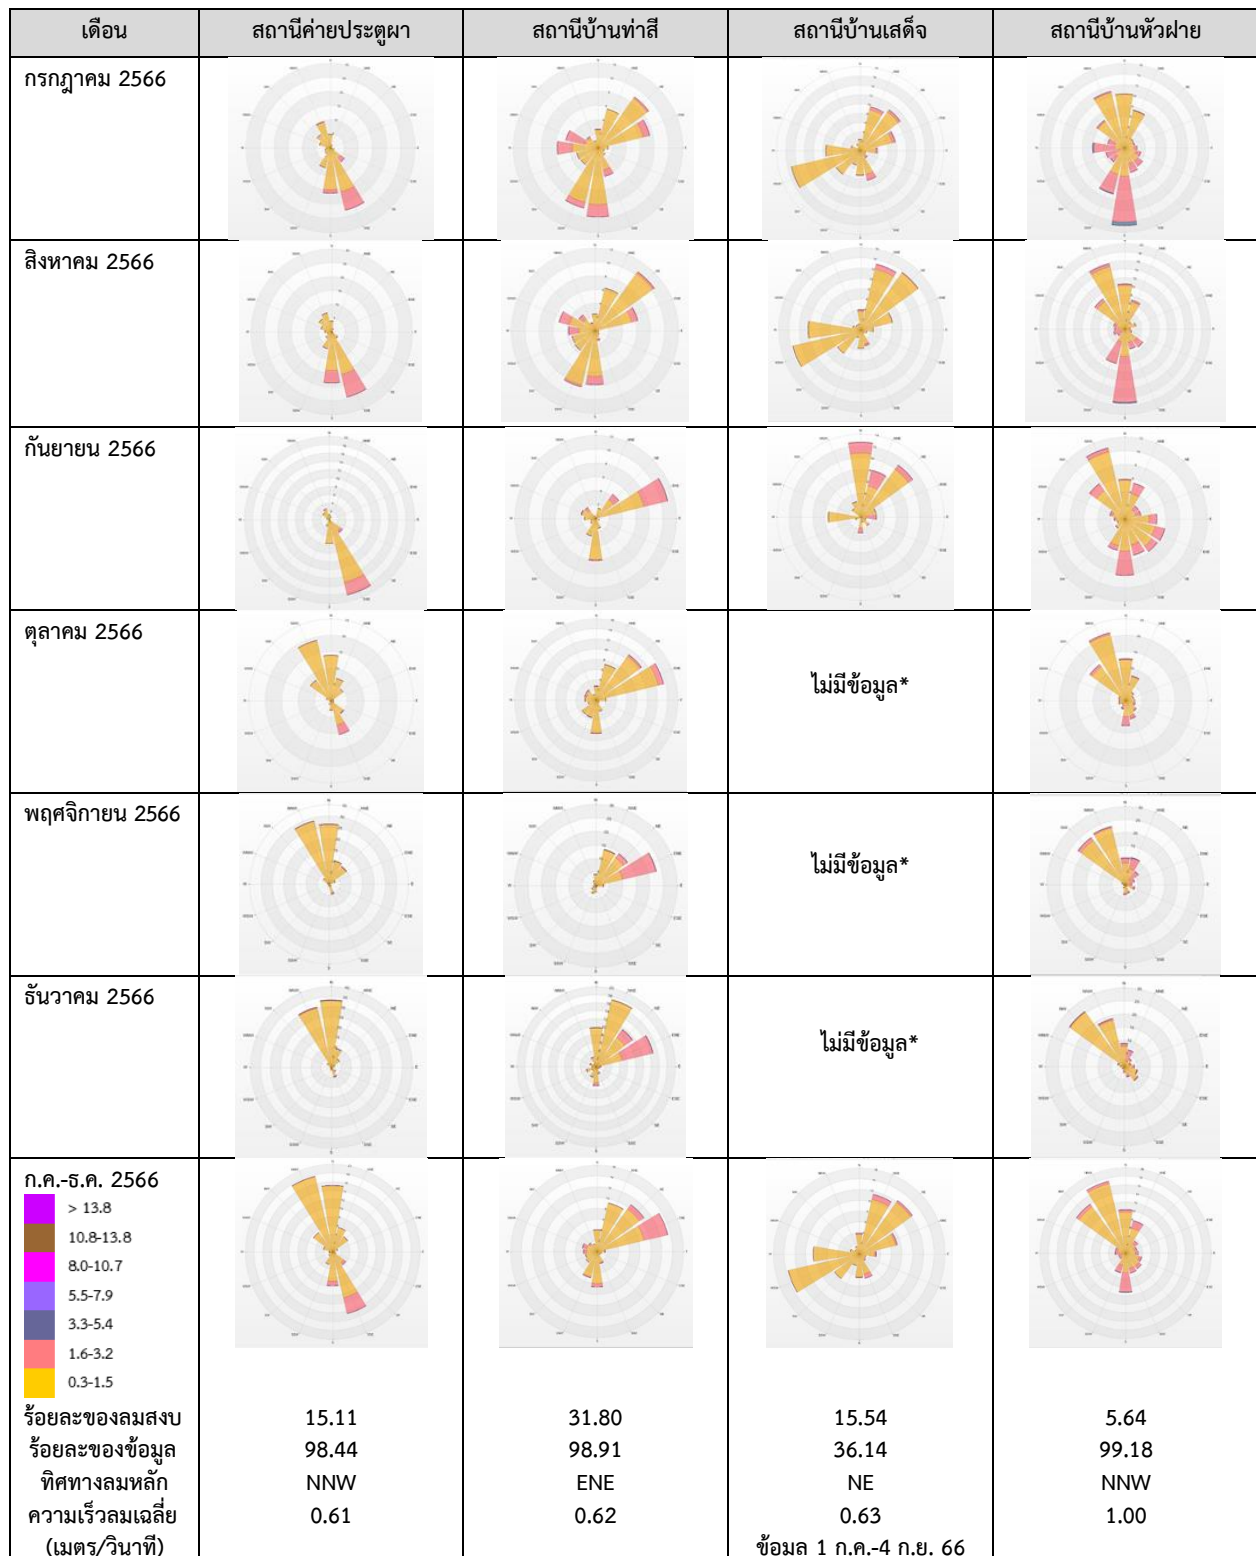 เดือน สถานีค่ายประตูผา สถานีบ้านท่าสี สถานีบ้านเสด็จ สถานีบ้านหัวฝาย
กรกฎาคม 2566
สิงหาคม 2566
กันยายน 2566
ตุลาคม 2566
ไม่มีข้อมูล*
พฤศจิกายน 2566
ไม่มีข้อมูล*
ธันวาคม 2566
ไม่มีข้อมูล*
ก.ค.-ธ.ค. 2566
> 13.8
10.8-13.8
8.0-10.7
5.5-7.9
3.3-5.4
1.6-3.2
0.3-1.5
ร้อยละของลมสงบ 15.11 31.80 15.54 5.64
ร้อยละของข้อมูล 98.44 98.91 36.14 99.18
ทิศทางลมหลัก NNW ENE NE NNW
ความเร็วลมเฉลี่ย 0.61 0.62 0.63 1.00
(เมตร/วินาที) ข้อมูล 1 ก.ค.-4 ก.ย. 66